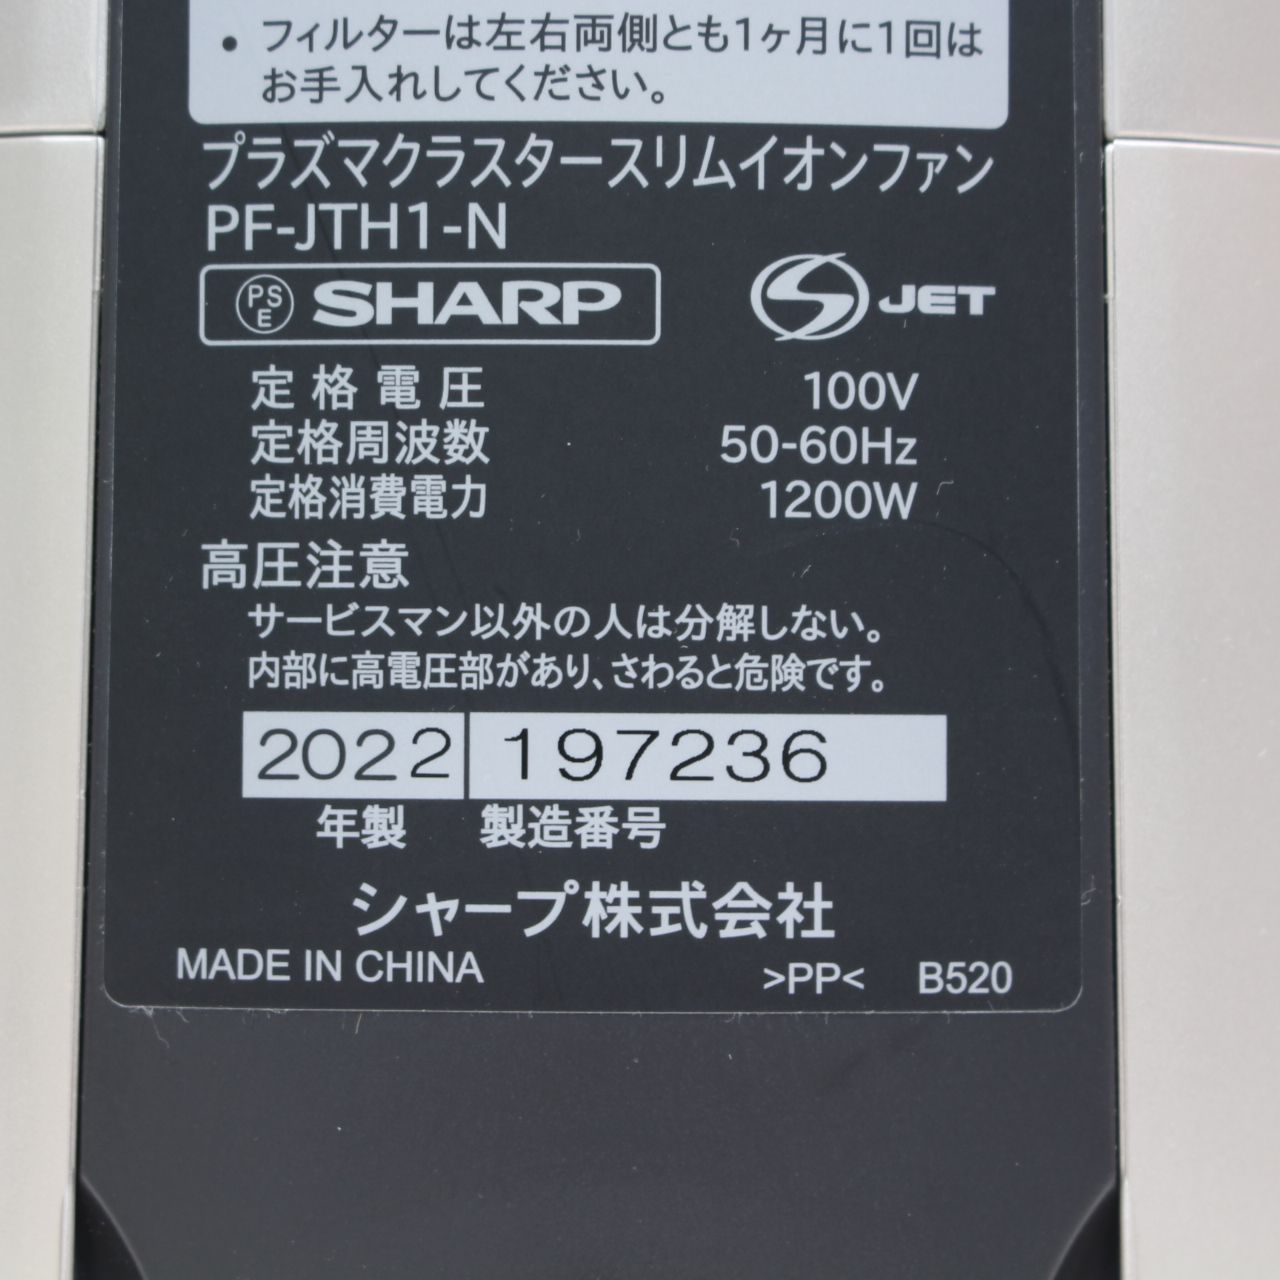 • フィルターは左右両側とも1ヶ月に1回は
お手入れしてください。
プラズマクラスタースリムイオンファン
PF-JTH1-N
PSE SHARP
S JET
定格電圧 100V
定格周波数 50-60Hz
定格消費電力 1200W
高圧注意
サービスマン以外の人は分解しない。
内部に高電圧部があり、さわると危険です。
2022 197236
年製 製造番号
シャープ株式会社
MADE IN CHINA >PP< B520